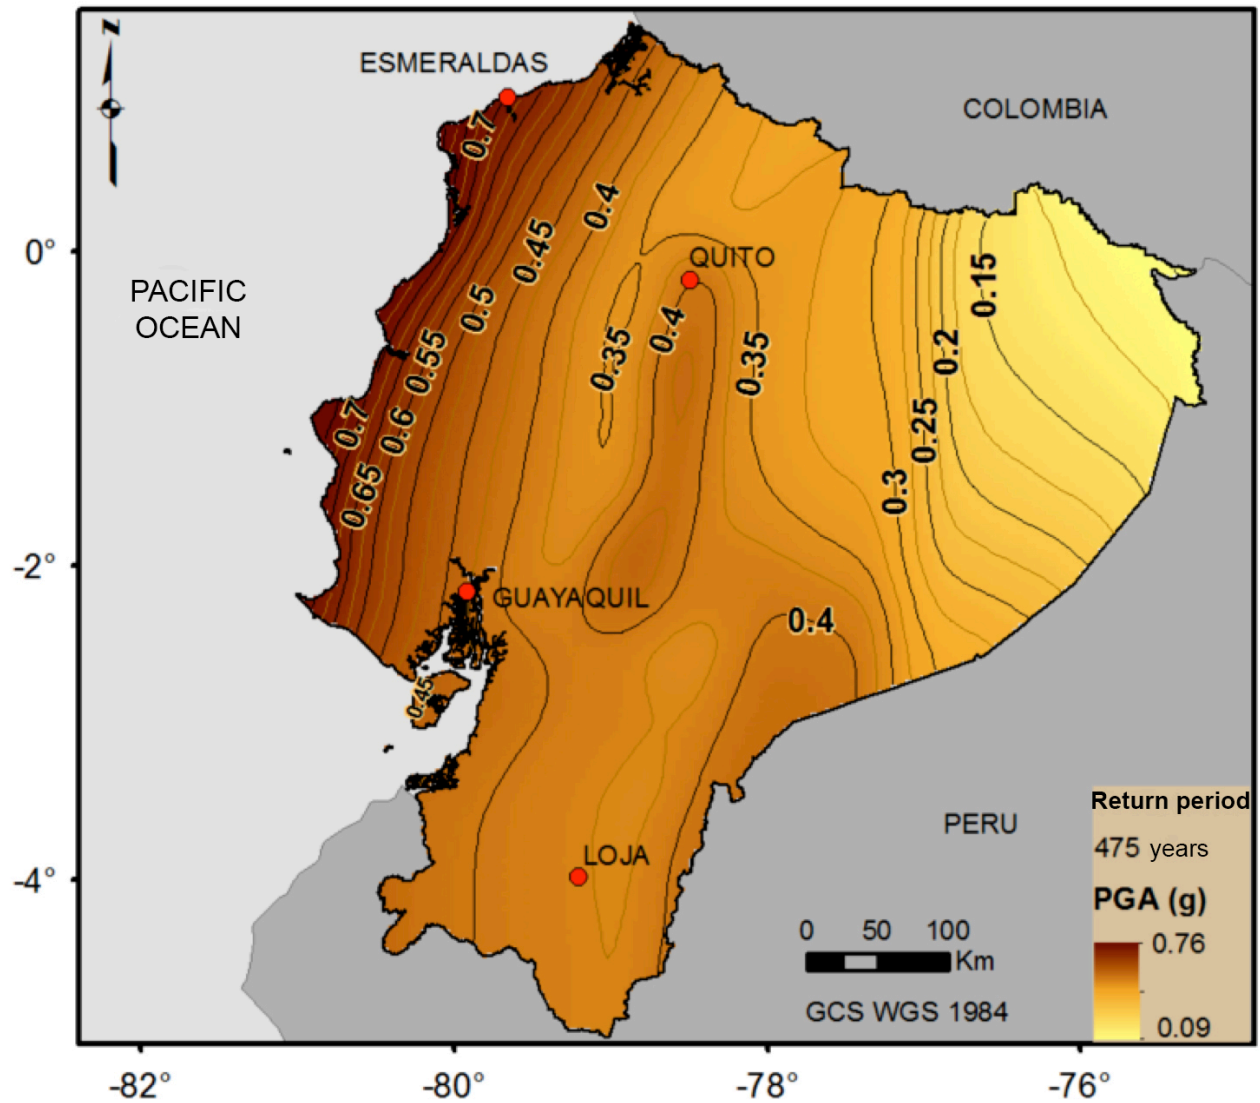 N
ESMERALDAS
COLOMBIA
0.7
0.4
0.45
0°
QUITO
0.15
PACIFIC
OCEAN
0.5
0.4
0.55
0.35
0.35
0.2
0.7
0.6
0.25
0.65
0.3
-2°
GUAYAQUIL
0.4
0.45
Return period
PERU
475 years
LOJA
-4°
PGA (g)
0 50 100
Km
0.76
GCS WGS 1984
0.09
-82° -80° -78° -76°